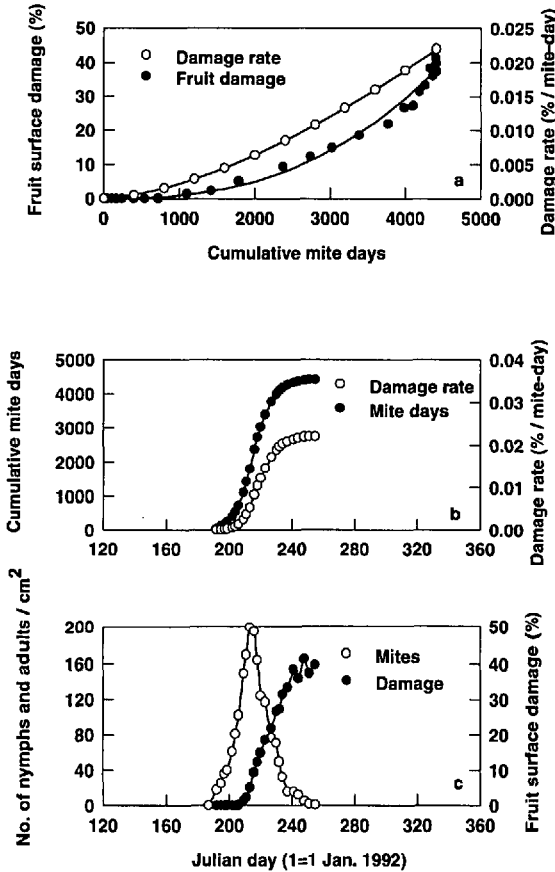 50
40
30
20
10
0
Fruit surface damage (%)
Damage rate
Fruit damage
0.025
0.020
0.015
0.010
0.005
0.000
Damage rate (% / mite-day)
a
0 1000 2000 3000 4000 5000
Cumulative mite days
5000
4000
3000
2000
1000
0
Cumulative mite days
Damage rate
Mite days
0.04
0.03
0.02
0.01
0.00
Damage rate (% / mite-day)
b
120 160 200 240 280 320 360
200
160
120
80
40
0
No. of nymphs and adults / cm2
Mites
Damage
50
40
30
20
10
0
Fruit surface damage (%)
c
120 160 200 240 280 320 360
Julian day (1=1 Jan. 1992)